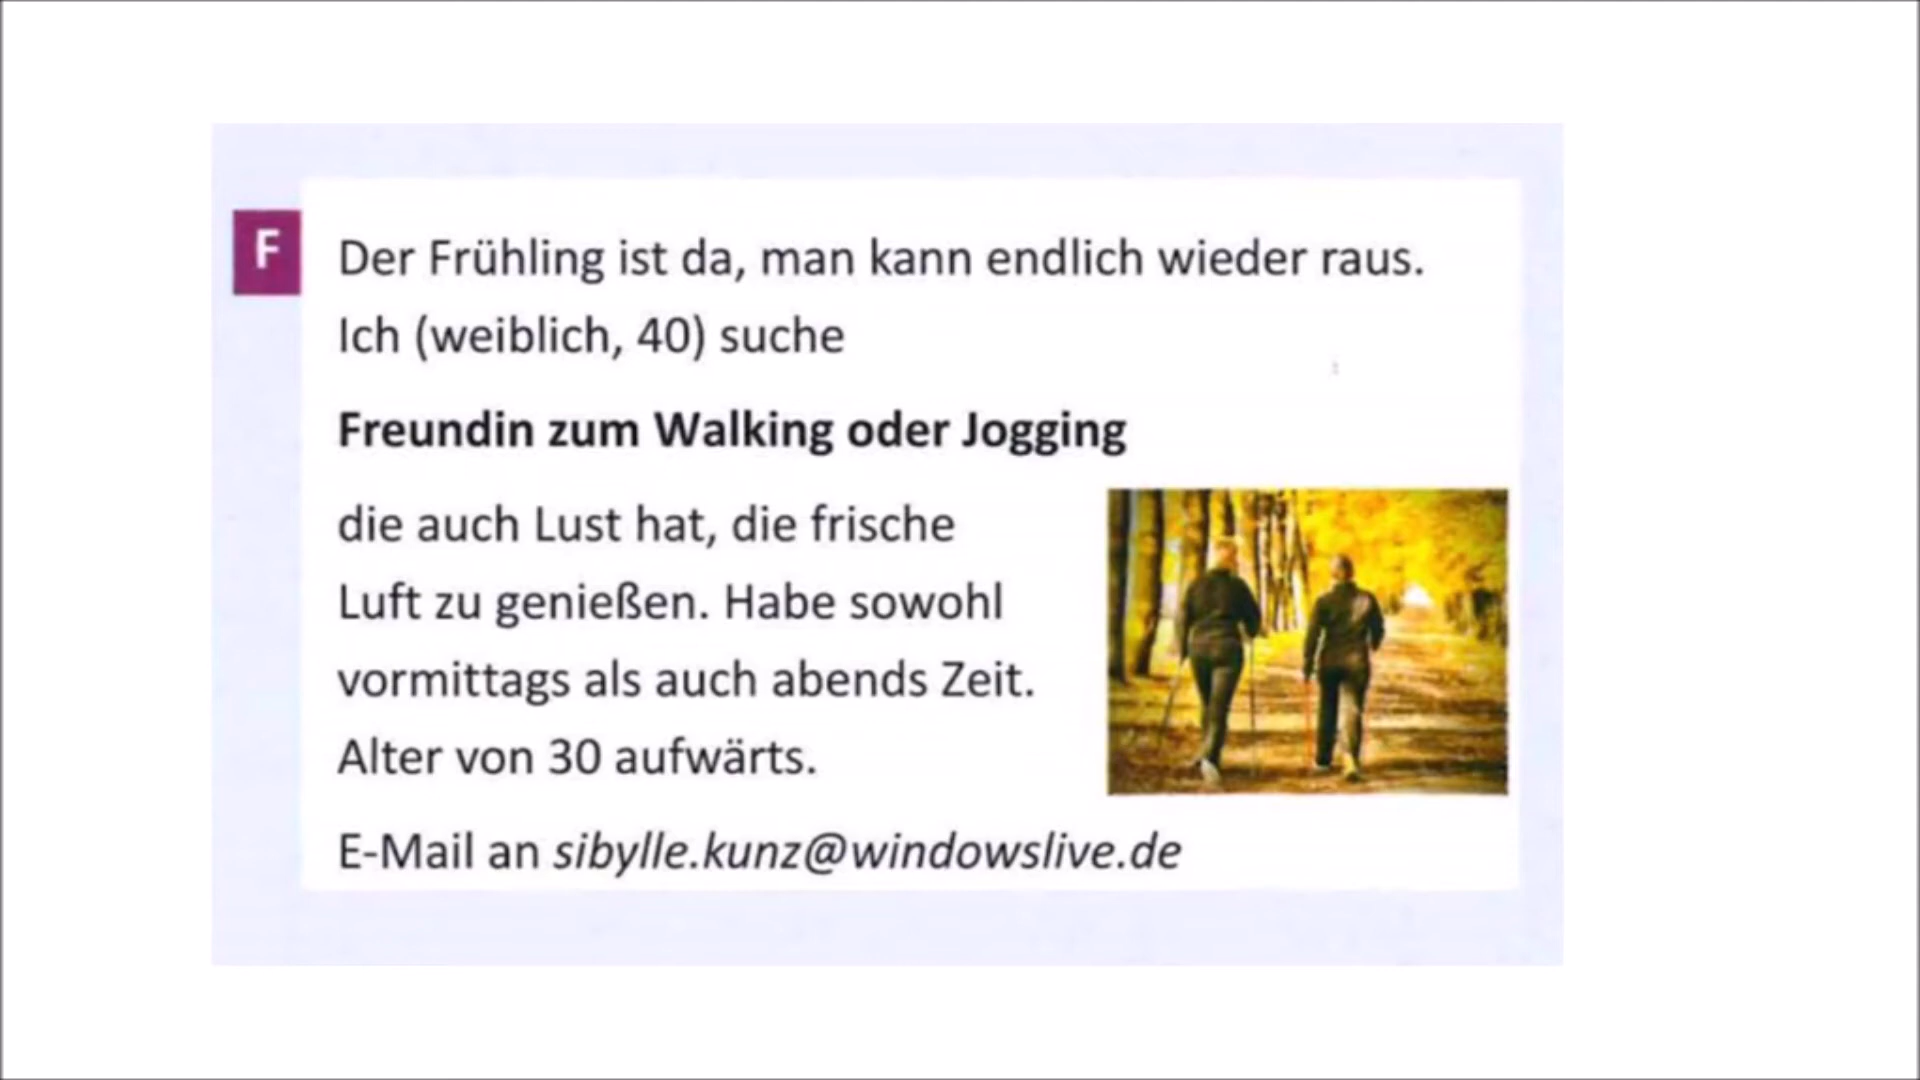 F
Der Frühling ist da, man kann endlich wieder raus.
Ich (weiblich, 40) suche
Freundin zum Walking oder Jogging
die auch Lust hat, die frische
Luft zu genießen. Habe sowohl
vormittags als auch abends Zeit.
Alter von 30 aufwärts.
E-Mail an sibylle.kunz@windowslive.de